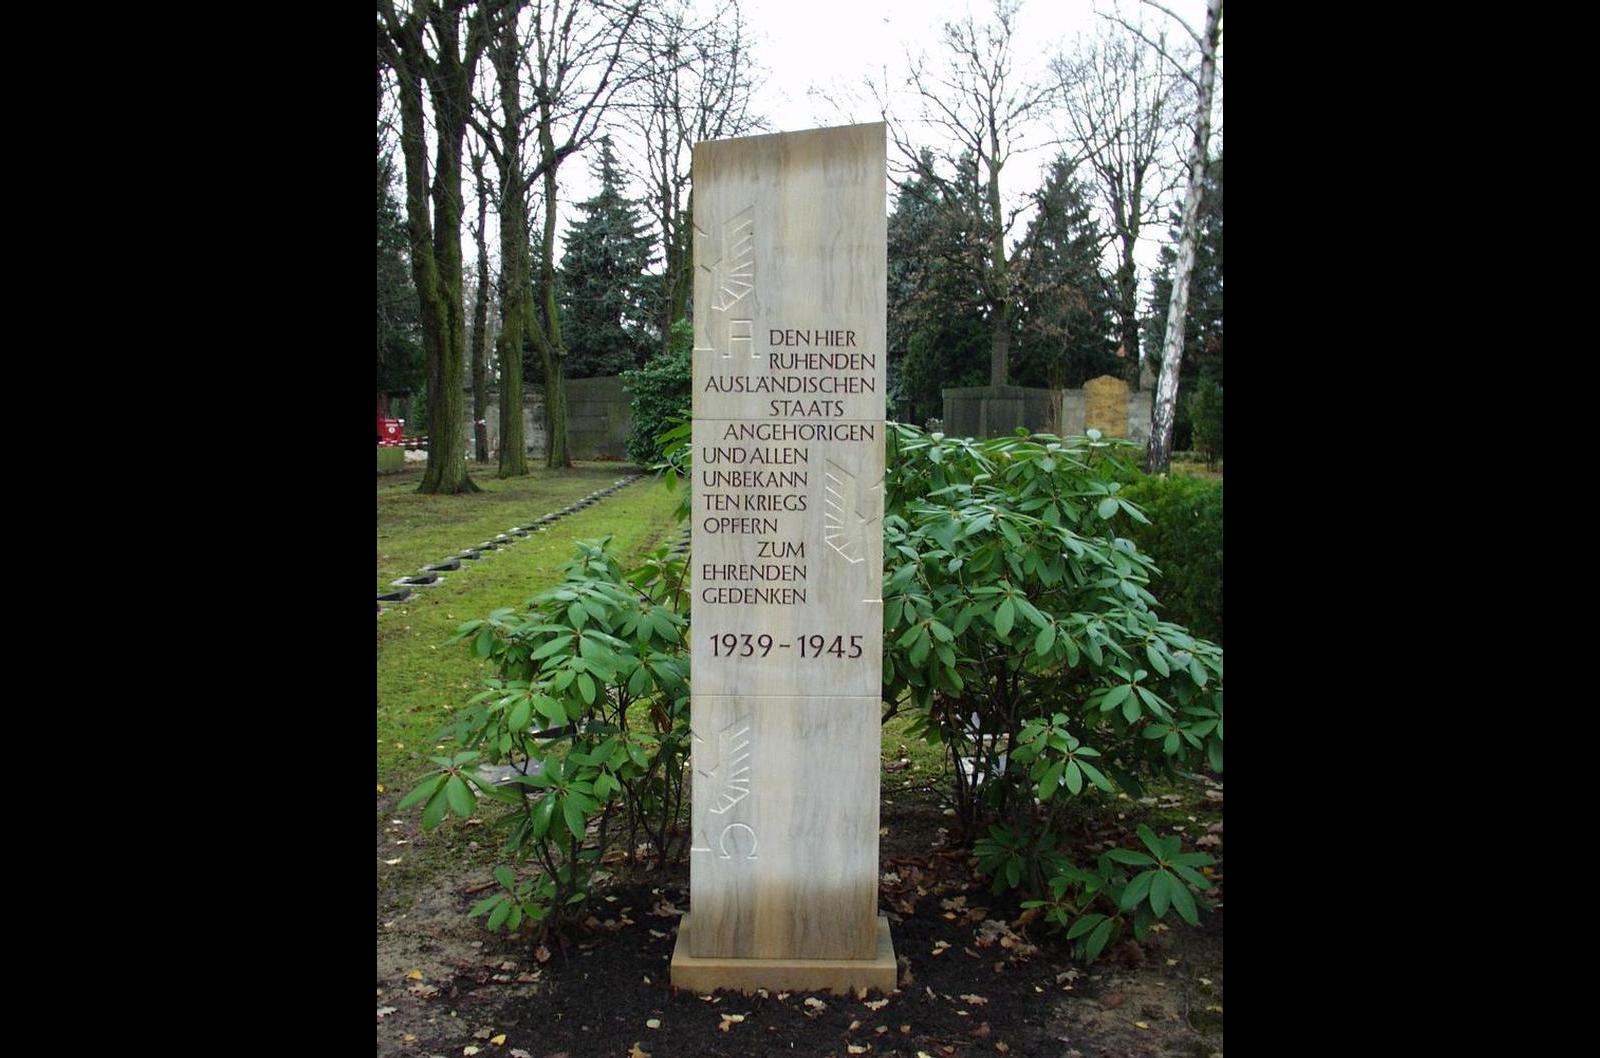 DEN HIER
RUHENDEN
AUSLÄNDISCHEN
STAATS
ANGEHÖRIGEN
UND ALLEN
UNBEKANN
TEN KRIEGS
OPFERN
ZUM
EHRENDEN
GEDENKEN
1939-1945